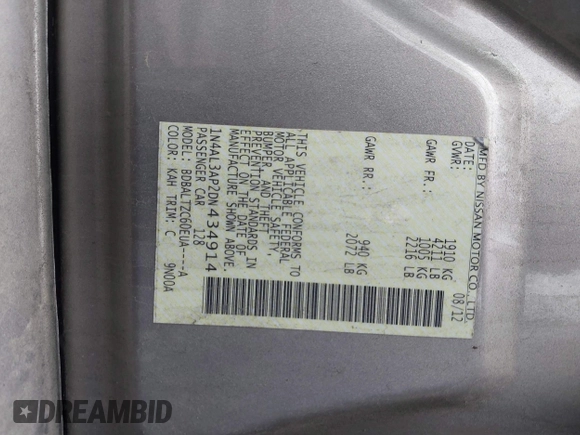 MFD BY NISSAN MOTOR CO., LTD.
DATE: 08/12
GVWR: 1910 KG
4211 LB
GAWR FR.: 1005 KG
2216 LB
GAWR RR.: 940 KG
2072 LB
THIS VEHICLE CONFORMS TO
ALL APPLICABLE FEDERAL
MOTOR VEHICLE SAFETY,
BUMPER, AND THEFT
PREVENTION STANDARDS IN
EFFECT ON THE DATE OF
MANUFACTURE SHOWN ABOVE.
1N4AL3AP2DN434914
PASSENGER CAR 128
MODEL: BDBALTZC60EUA----A
COLOR: KAH TRIM: C 9N00A
DREAMBID